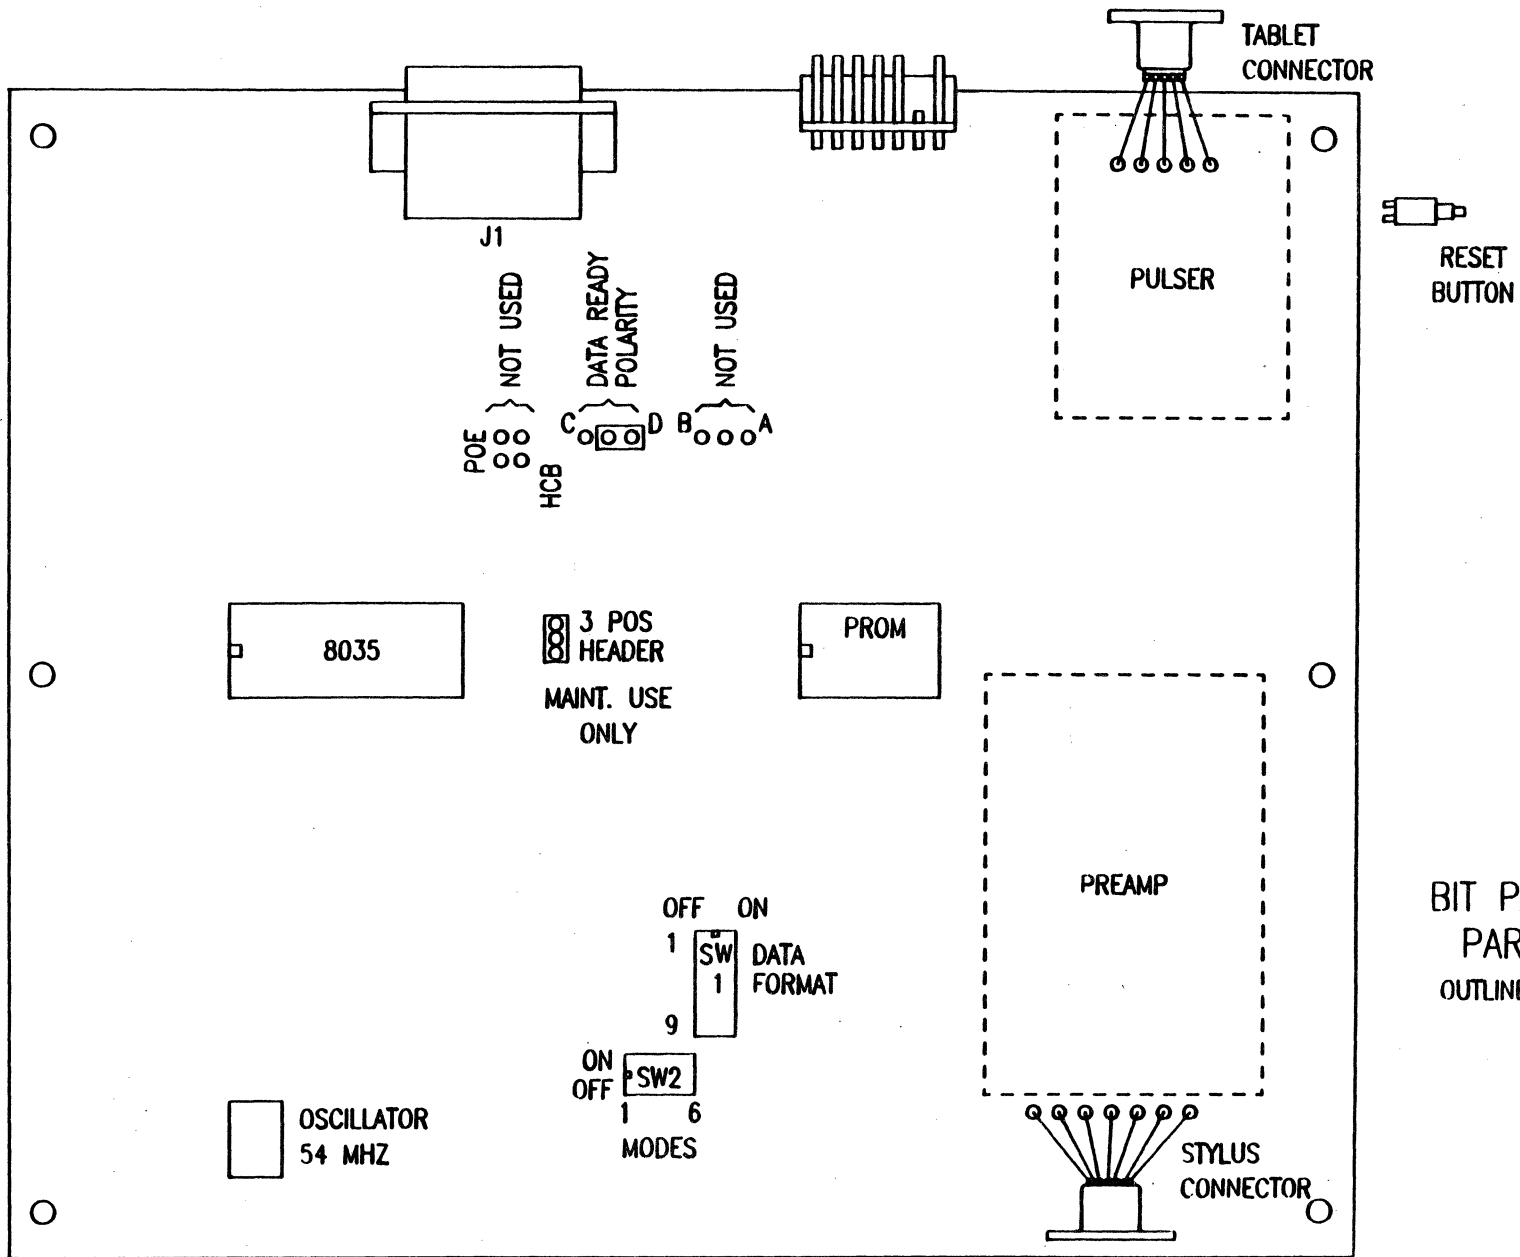 TABLET
CONNECTOR
J1
RESET
BUTTON
PULSER
NOT USED
DATA READY
POLARITY
NOT USED
POE
HCB
C
D
B
A
8035
3 POS
HEADER
MAINT. USE
ONLY
PROM
PREAMP
OFF ON
1
SW
1
DATA
FORMAT
9
ON
OFF
SW2
1 6
MODES
OSCILLATOR
54 MHZ
STYLUS
CONNECTOR
BIT
OUTLINE